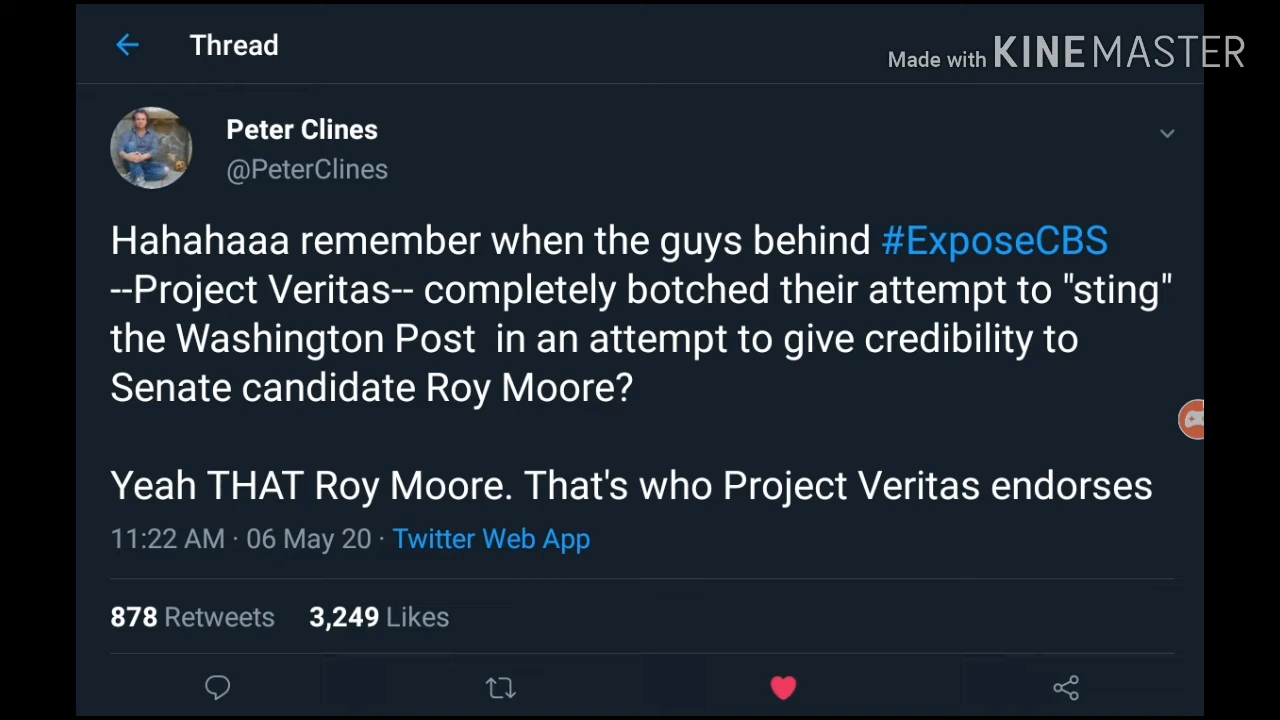 Thread
Made with KINEMASTER
Peter Clines
@PeterClines
Hahahaaa remember when the guys behind #ExposeCBS
--Project Veritas-- completely botched their attempt to "sting"
the Washington Post  in an attempt to give credibility to
Senate candidate Roy Moore?
Yeah THAT Roy Moore. That's who Project Veritas endorses
11:22 AM · 06 May 20 · Twitter Web App
878 Retweets 3,249 Likes